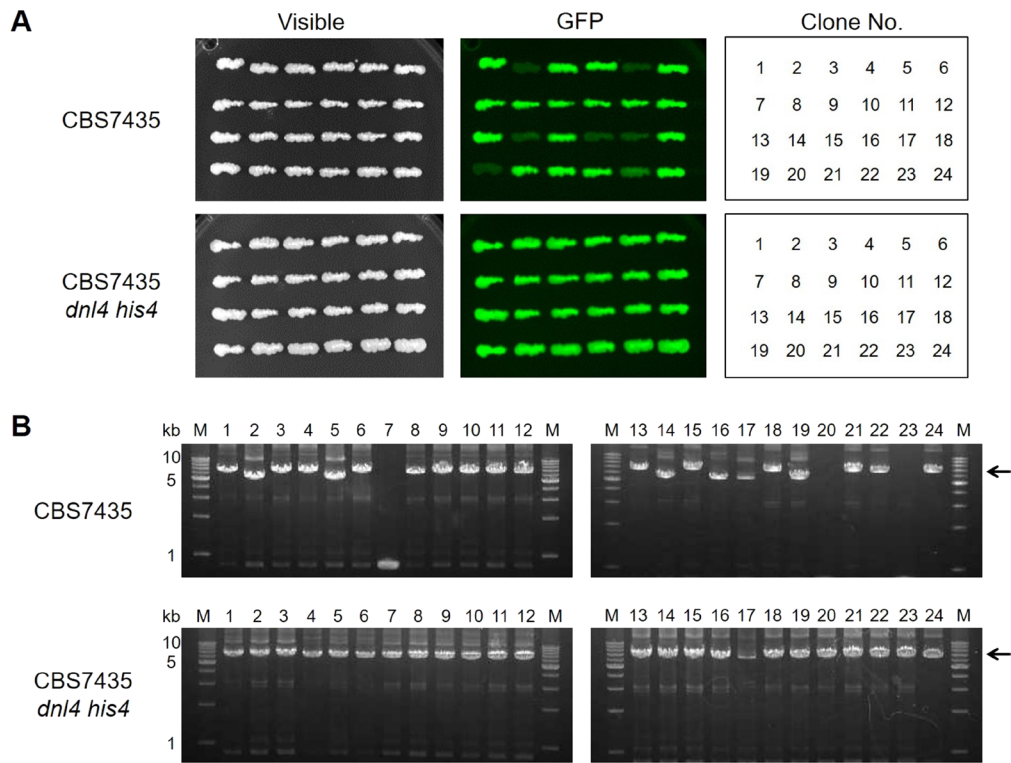 A
Visible GFP Clone No.
CBS7435
1 2 3 4 5 6
7 8 9 10 11 12
13 14 15 16 17 18
19 20 21 22 23 24
CBS7435
dnl4 his4
1 2 3 4 5 6
7 8 9 10 11 12
13 14 15 16 17 18
19 20 21 22 23 24
B
kb M 1 2 3 4 5 6 7 8 9 10 11 12 M M 13 14 15 16 17 18 19 20 21 22 23 24 M
10
5
CBS7435
1
kb M 1 2 3 4 5 6 7 8 9 10 11 12 M M 13 14 15 16 17 18 19 20 21 22 23 24 M
10
5
CBS7435
dnl4 his4
1